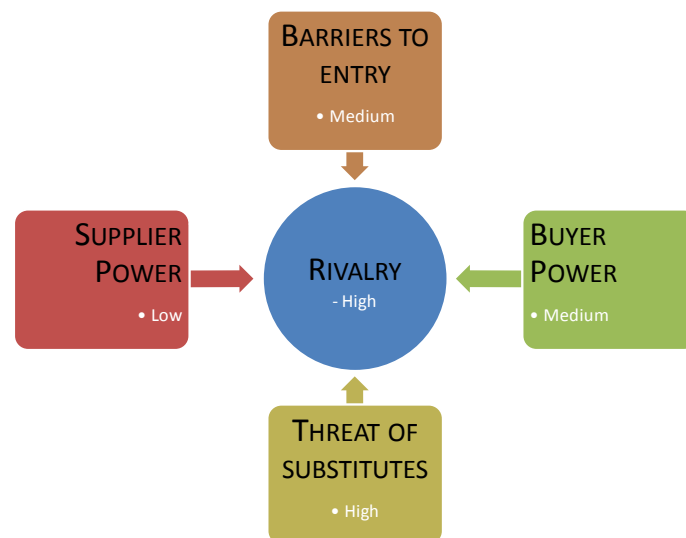 BARRIERS TO
ENTRY
• Medium
SUPPLIER
POWER
• Low
RIVALRY
- High
BUYER
POWER
• Medium
THREAT OF
SUBSTITUTES
• High